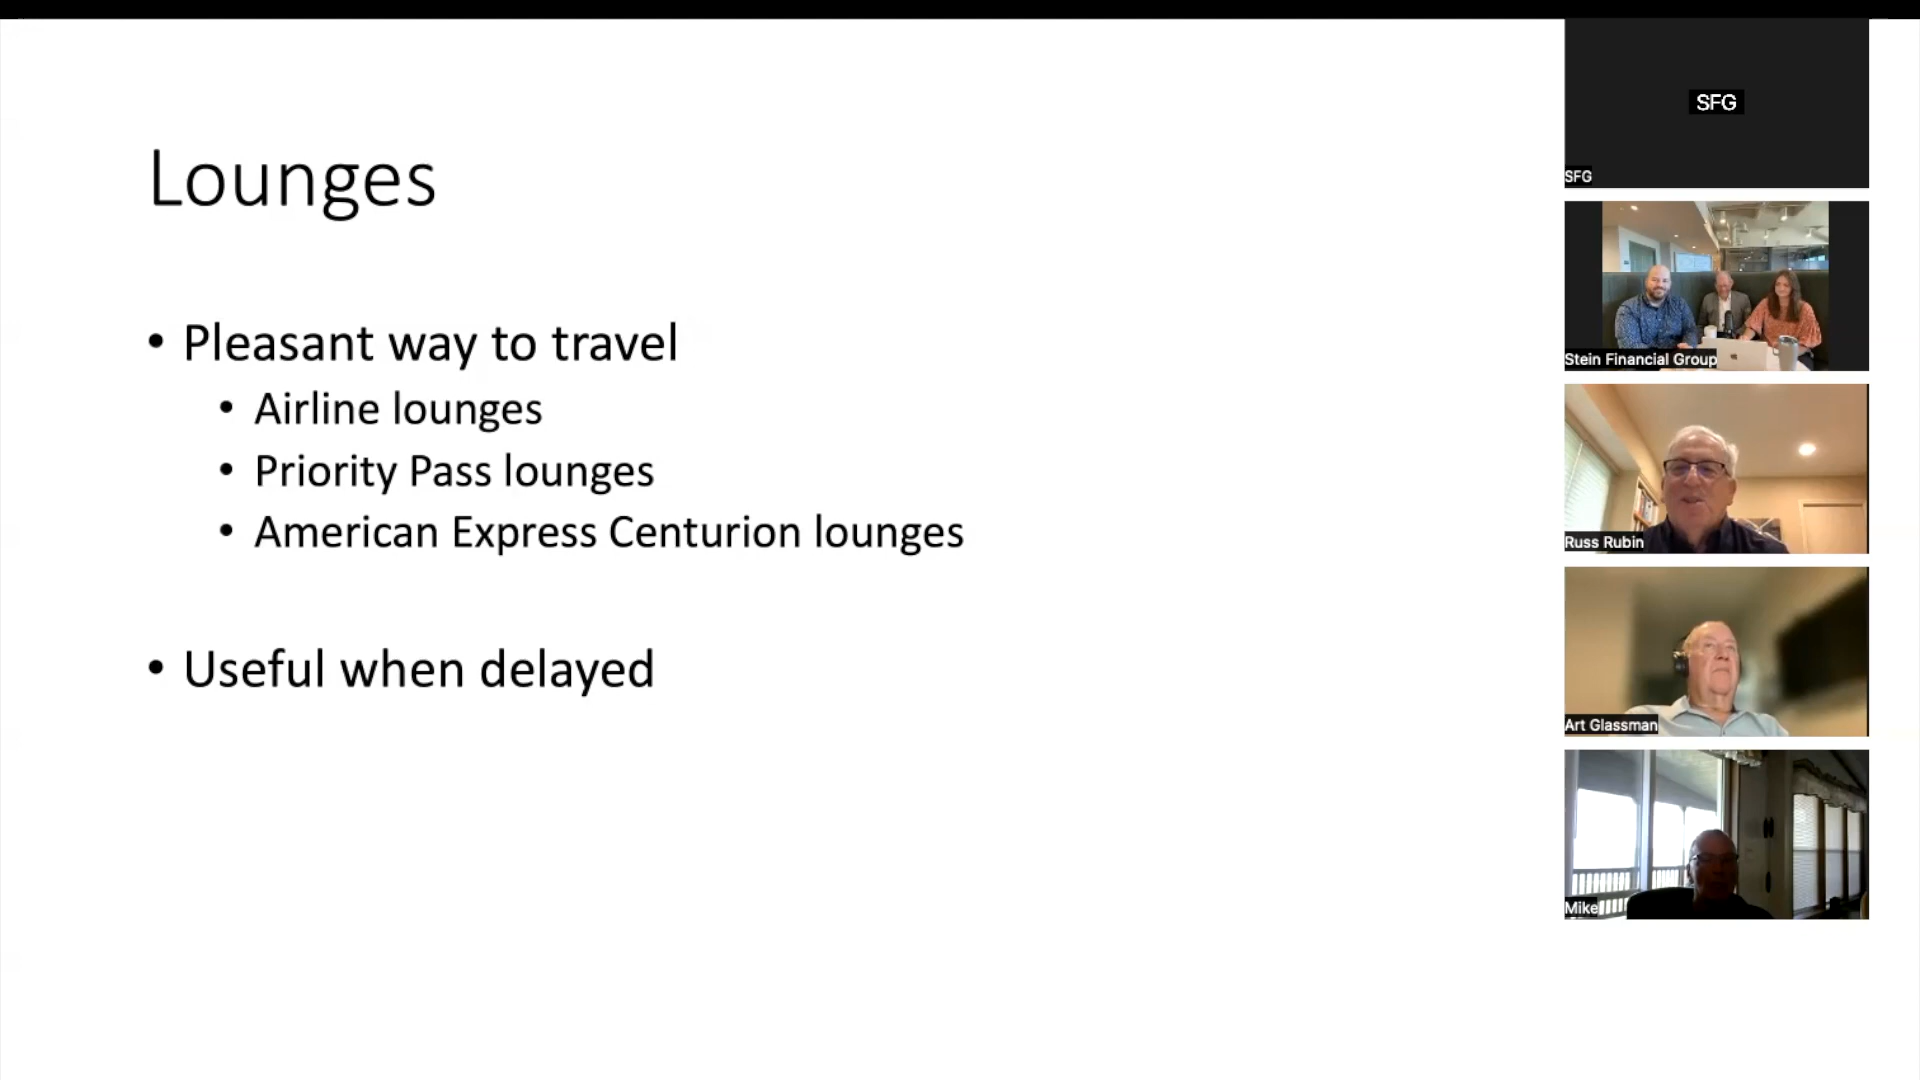 Lounges
• Pleasant way to travel
• Airline lounges
• Priority Pass lounges
• American Express Centurion lounges
• Useful when delayed
SFG
SFG
Stein Financial Group
Russ Rubin
Art Glassman
Mike